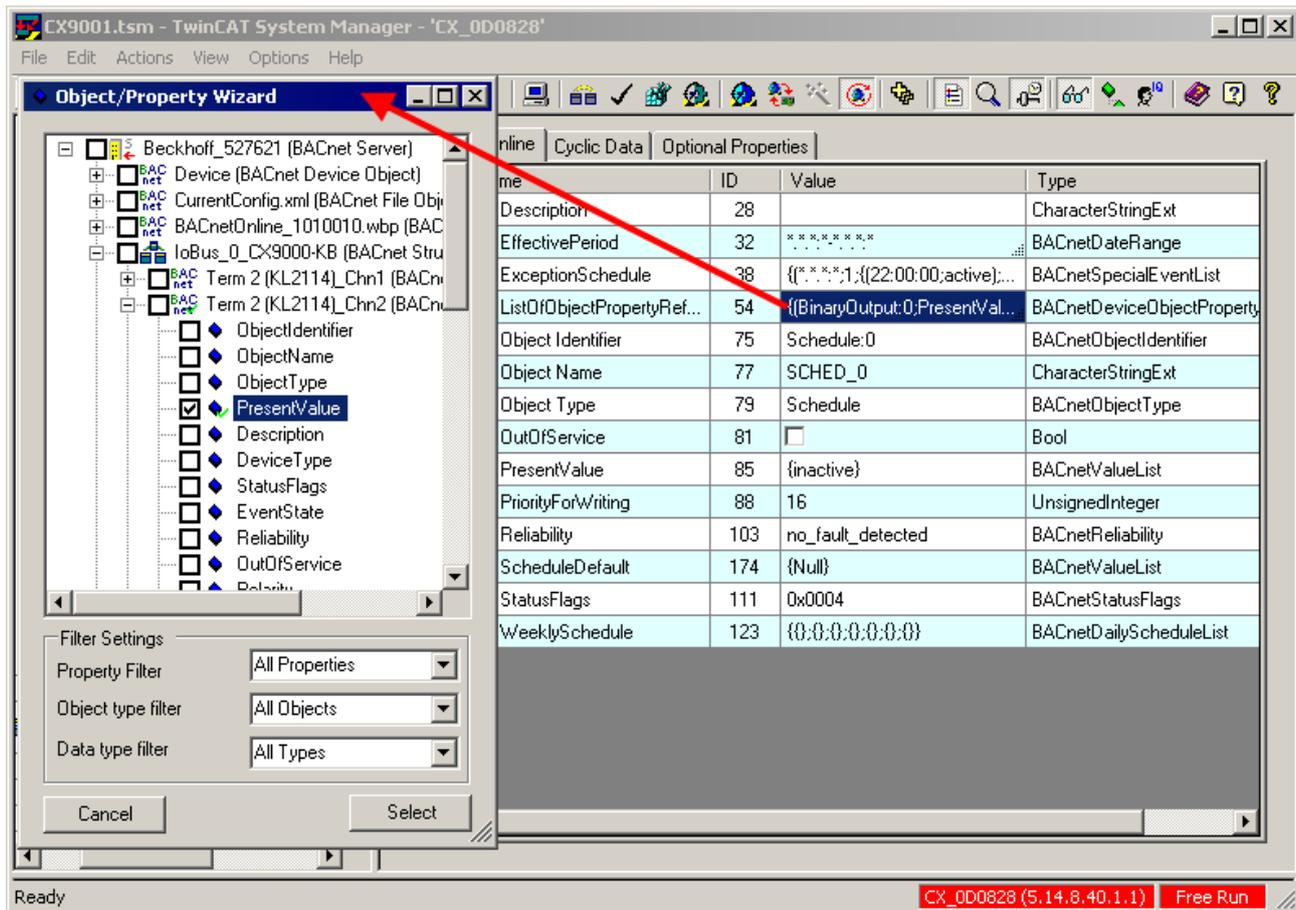 CX9001.tsm - TwinCAT System Manager - 'CX_0D0828'
File Edit Actions View Options Help
Object/Property Wizard
Beckhoff_527621 (BACnet Server)
Device (BACnet Device Object)
CurrentConfig.xml (BACnet File Obj
BACnetOnline_1010010.wbp (BAC
IoBus_0_CX9000-KB (BACnet Stru
Term 2 (KL2114)_Chn1 (BACn
Term 2 (KL2114)_Chn2 (BACn
ObjectIdentifier
ObjectName
ObjectType
PresentValue
Description
DeviceType
StatusFlags
EventState
Reliability
OutOfService
Polarity
Filter Settings
Property Filter All Properties
Object type filter All Objects
Data type filter All Types
Cancel Select
nline Cyclic Data Optional Properties
me ID Value Type
Description 28 CharacterStringExt
EffectivePeriod 32 *.*.*.*-*.*.*.* BACnetDateRange
ExceptionSchedule 38 {(*.*.*.*;1;{(22:00:00;active);... BACnetSpecialEventList
ListOfObjectPropertyRef... 54 {(BinaryOutput:0;PresentVal... BACnetDeviceObjectProperty
Object Identifier 75 Schedule:0 BACnetObjectIdentifier
Object Name 77 SCHED_0 CharacterStringExt
Object Type 79 Schedule BACnetObjectType
OutOfService 81 Bool
PresentValue 85 {inactive} BACnetValueList
PriorityForWriting 88 16 UnsignedInteger
Reliability 103 no_fault_detected BACnetReliability
ScheduleDefault 174 {Null} BACnetValueList
StatusFlags 111 0x0004 BACnetStatusFlags
WeeklySchedule 123 {{};{};{};{};{};{};{}} BACnetDailyScheduleList
Ready CX_0D0828 (5.14.8.40.1.1) Free Run